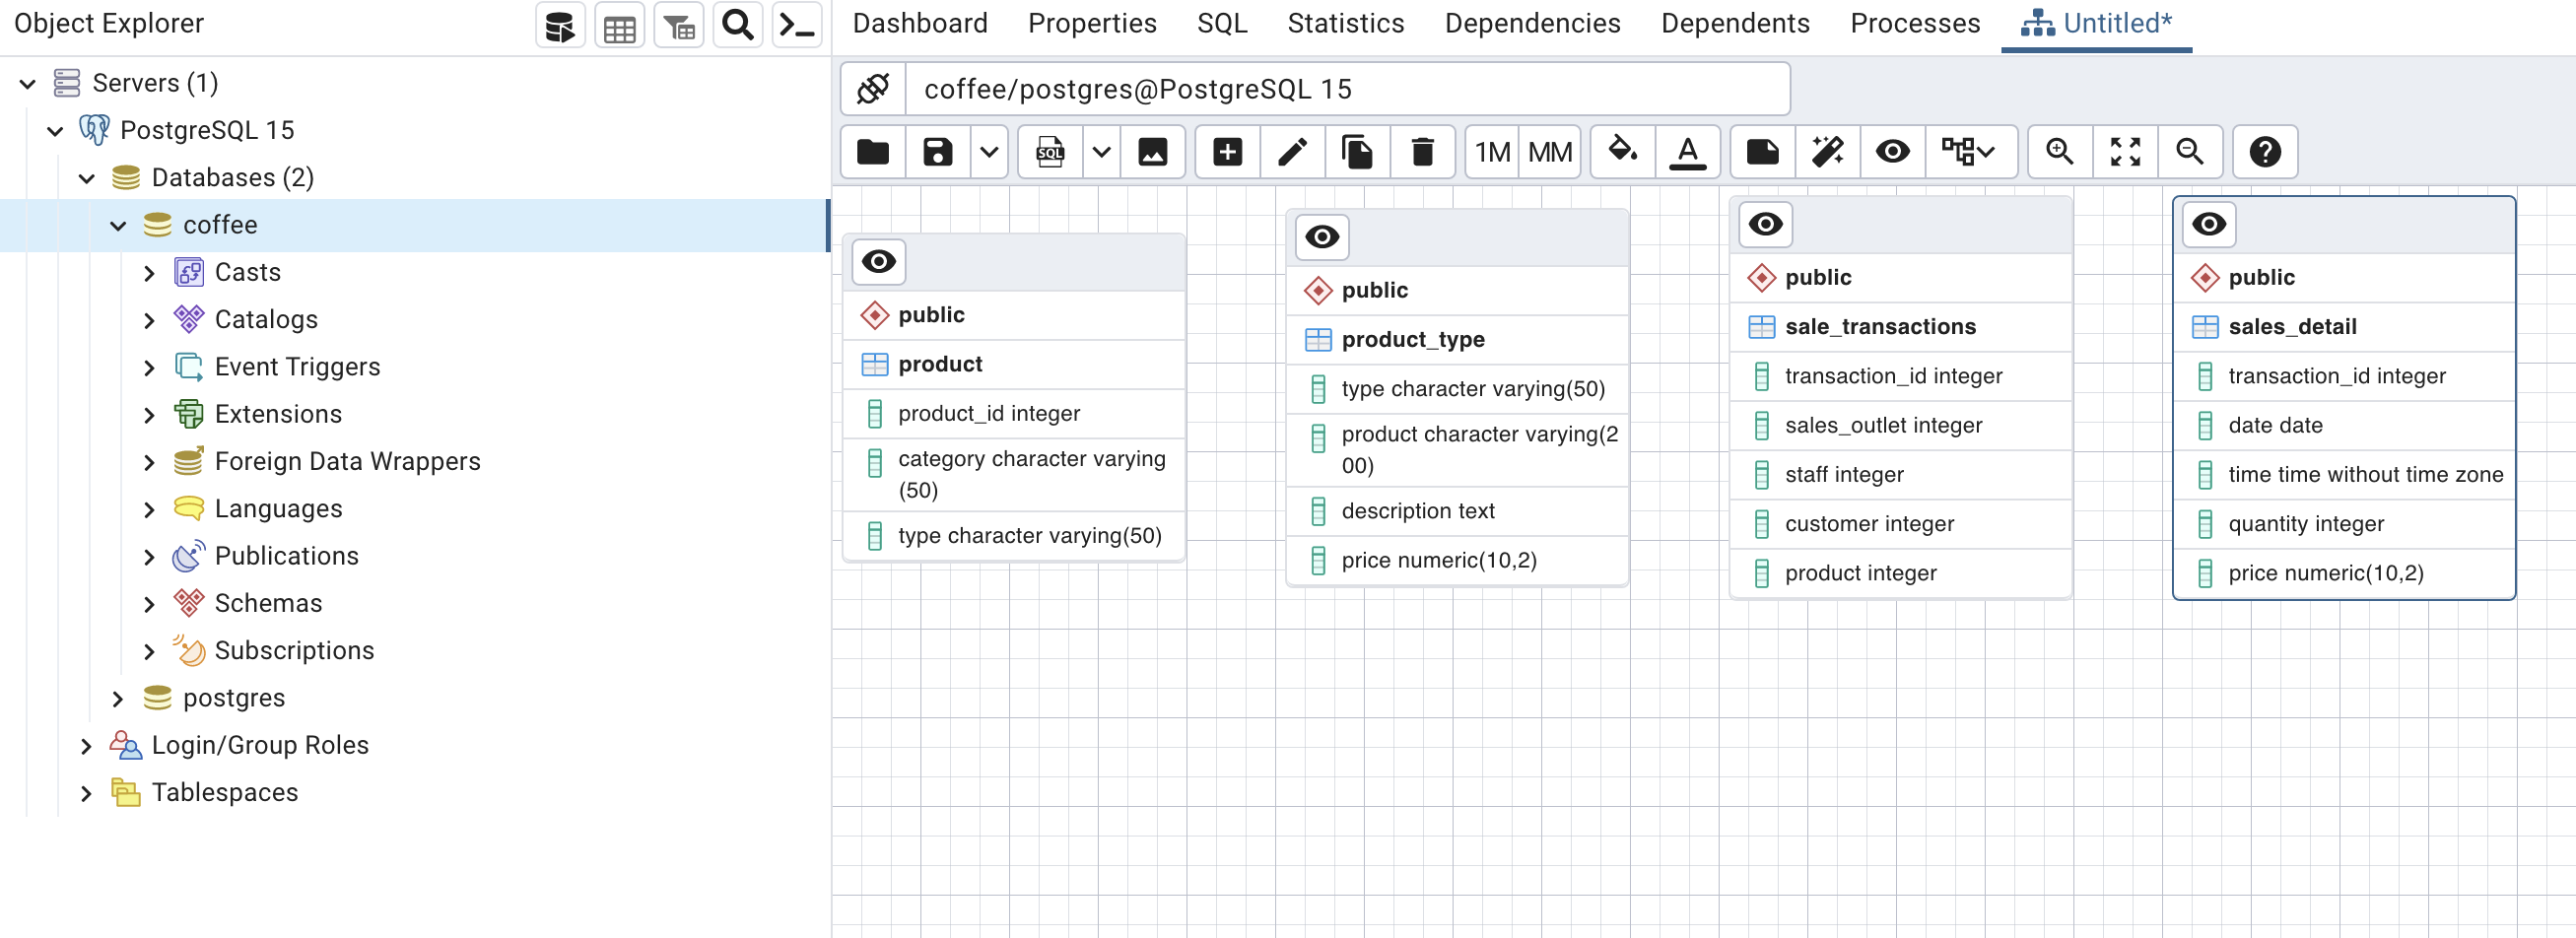 Object Explorer
Servers (1)
PostgreSQL 15
Databases (2)
coffee
Casts
Catalogs
Event Triggers
Extensions
Foreign Data Wrappers
Languages
Publications
Schemas
Subscriptions
postgres
Login/Group Roles
Tablespaces
Dashboard Properties SQL Statistics Dependencies Dependents Processes Untitled*
coffee/postgres@PostgreSQL 15
SQL 1M MM A
public
product
product_id integer
category character varying
(50)
type character varying(50)
public
product_type
type character varying(50)
product character varying(2
00)
description text
price numeric(10,2)
public
sale_transactions
transaction_id integer
sales_outlet integer
staff integer
customer integer
product integer
public
sales_detail
transaction_id integer
date date
time time without time zone
quantity integer
price numeric(10,2)